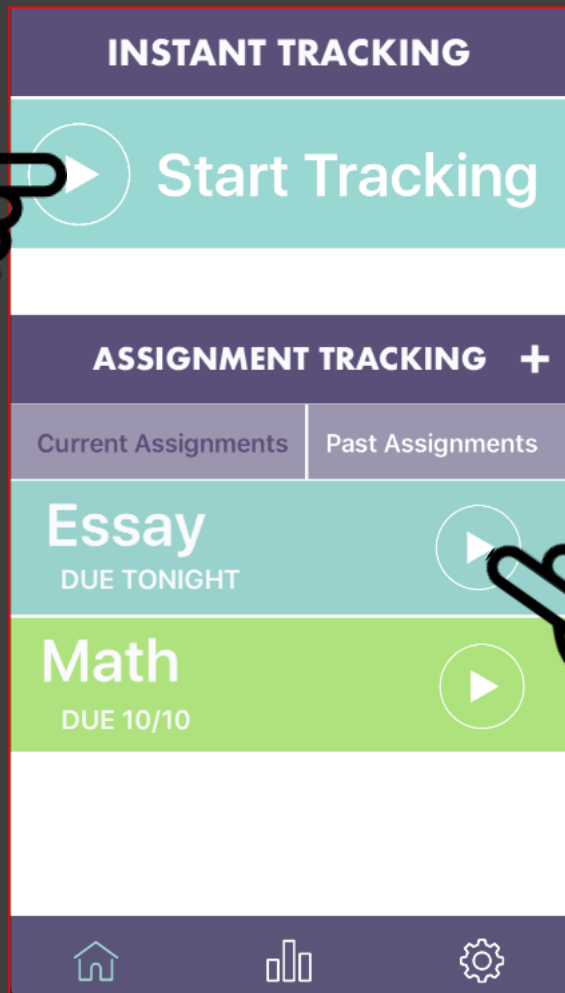 INSTANT TRACKING
Start Tracking
ASSIGNMENT TRACKING +
Current Assignments Past Assignments
Essay
DUE TONIGHT
Math
DUE 10/10